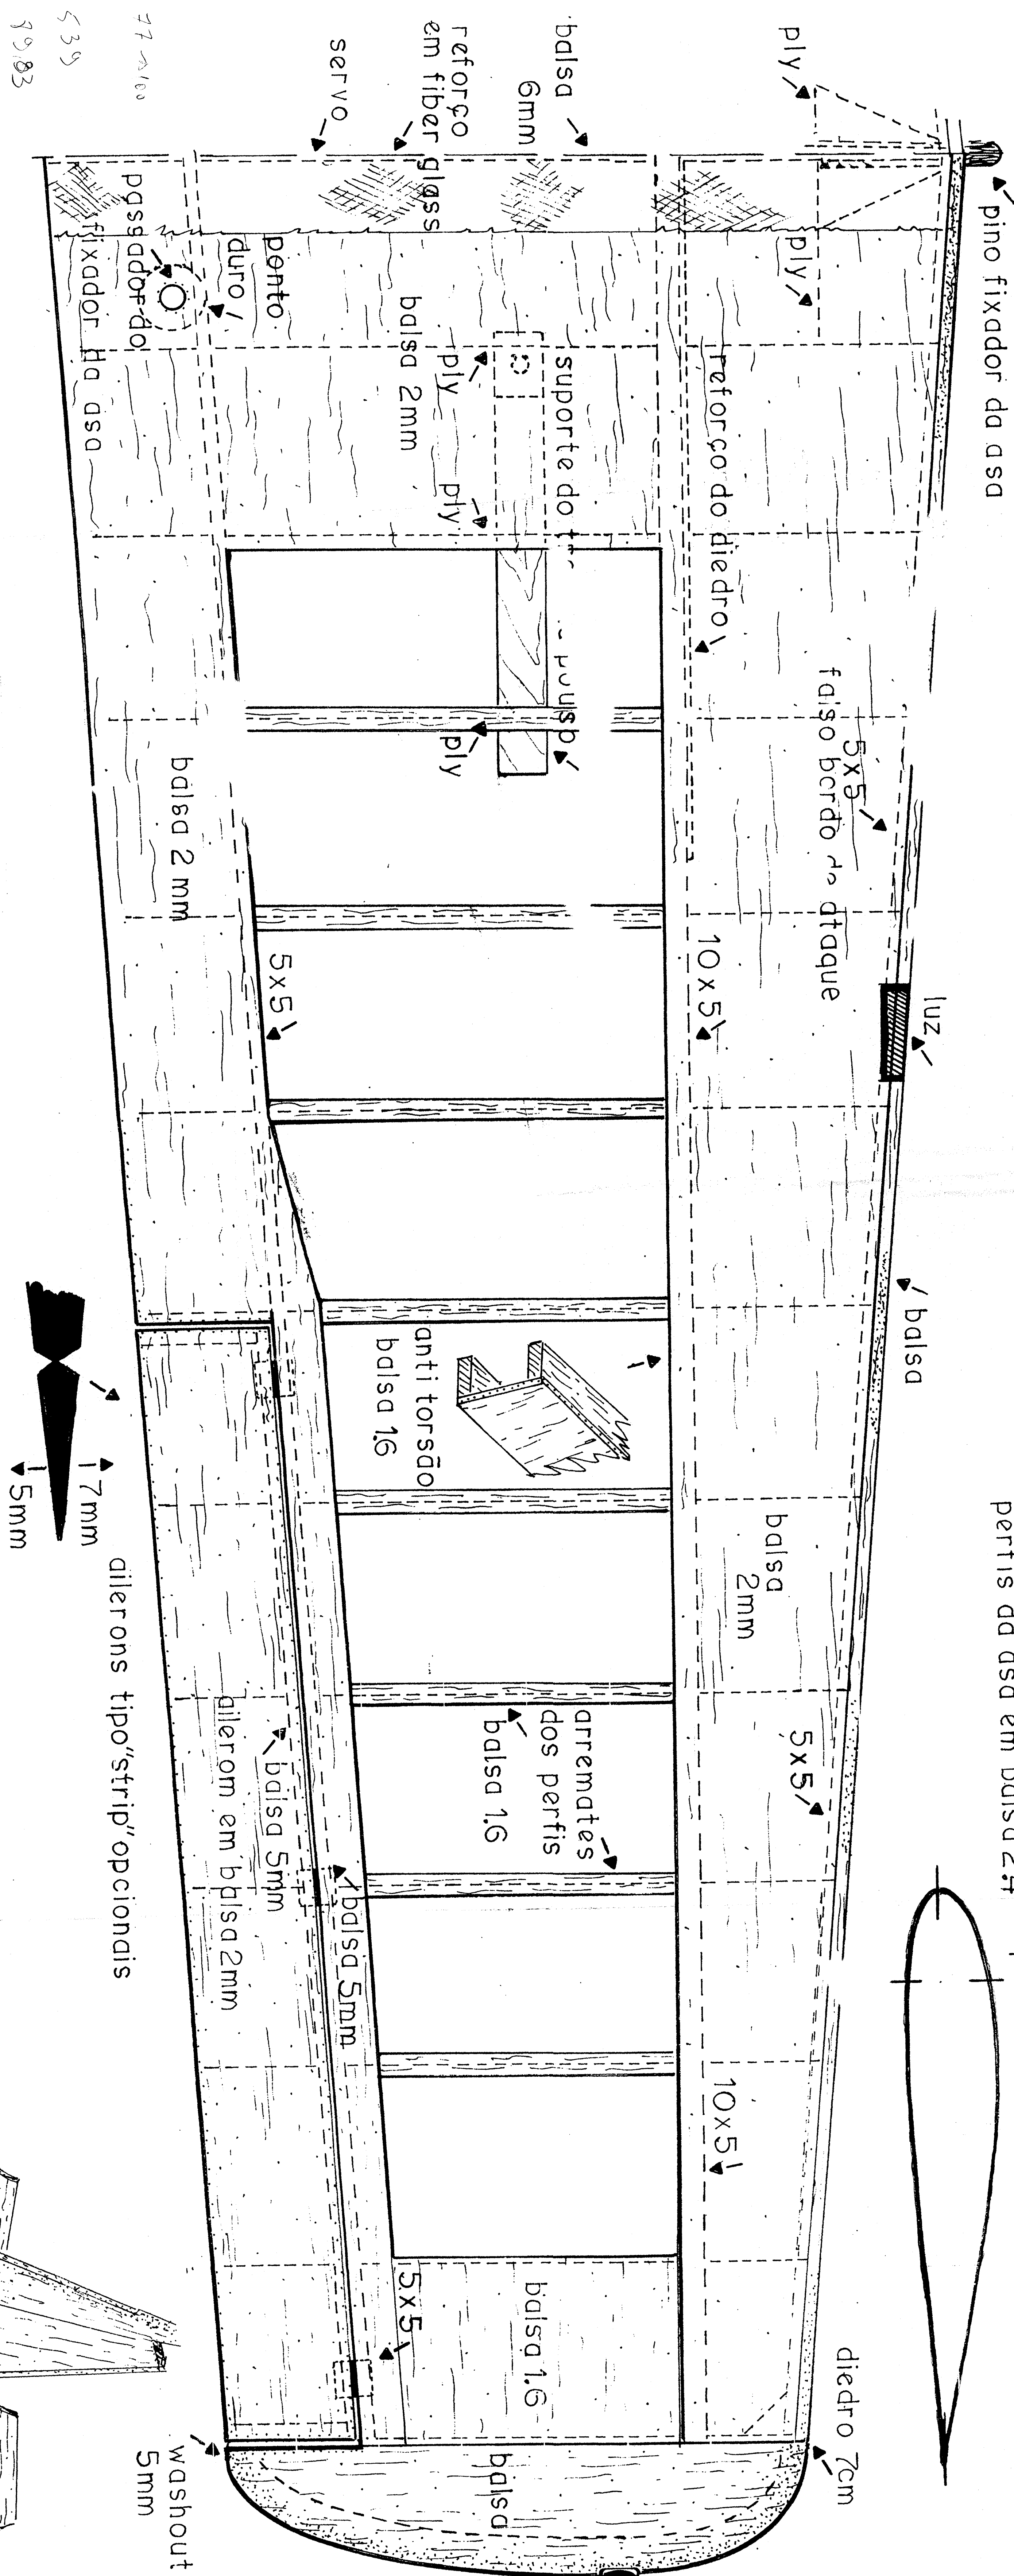 pino fixador da asa
ply
ply
balsa
6mm
reforço
em fiber glass
servo
ponto
duro
passador do
fixador da asa
balsa 2mm
ply
ply
suporte do
ply
reforço do diedro
5x5
falso bordo ataque
luz
balsa 2mm
5x5
10x5
balsa
anti torsão
balsa 1.6
7mm
5mm
ailerons tipo "strip" opcionais
balsa
2mm
perfis da asa em balsa 2.4
arremates
dos perfis
balsa 1.6
5x5
balsa 5mm
ailerom em balsa 2mm
balsa 5mm
10x5
5x5
balsa 1.6
diedro 7cm
balsa
washout
5mm
539